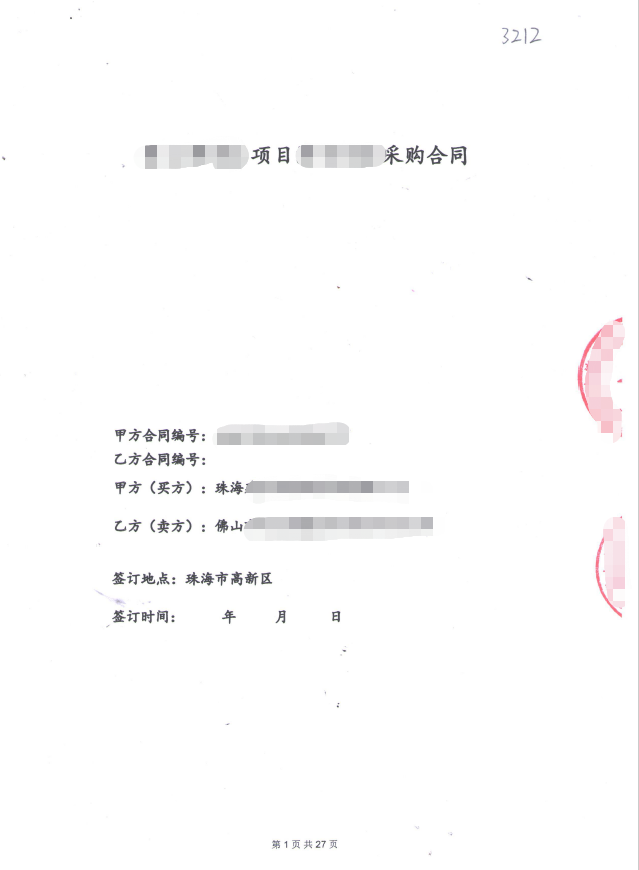 3212
项目 采购合同
甲方合同编号：
乙方合同编号：
甲方（买方）：珠海
乙方（卖方）：佛山
签订地点：珠海市高新区
签订时间： 年 月 日
第 1 页 共 27 页